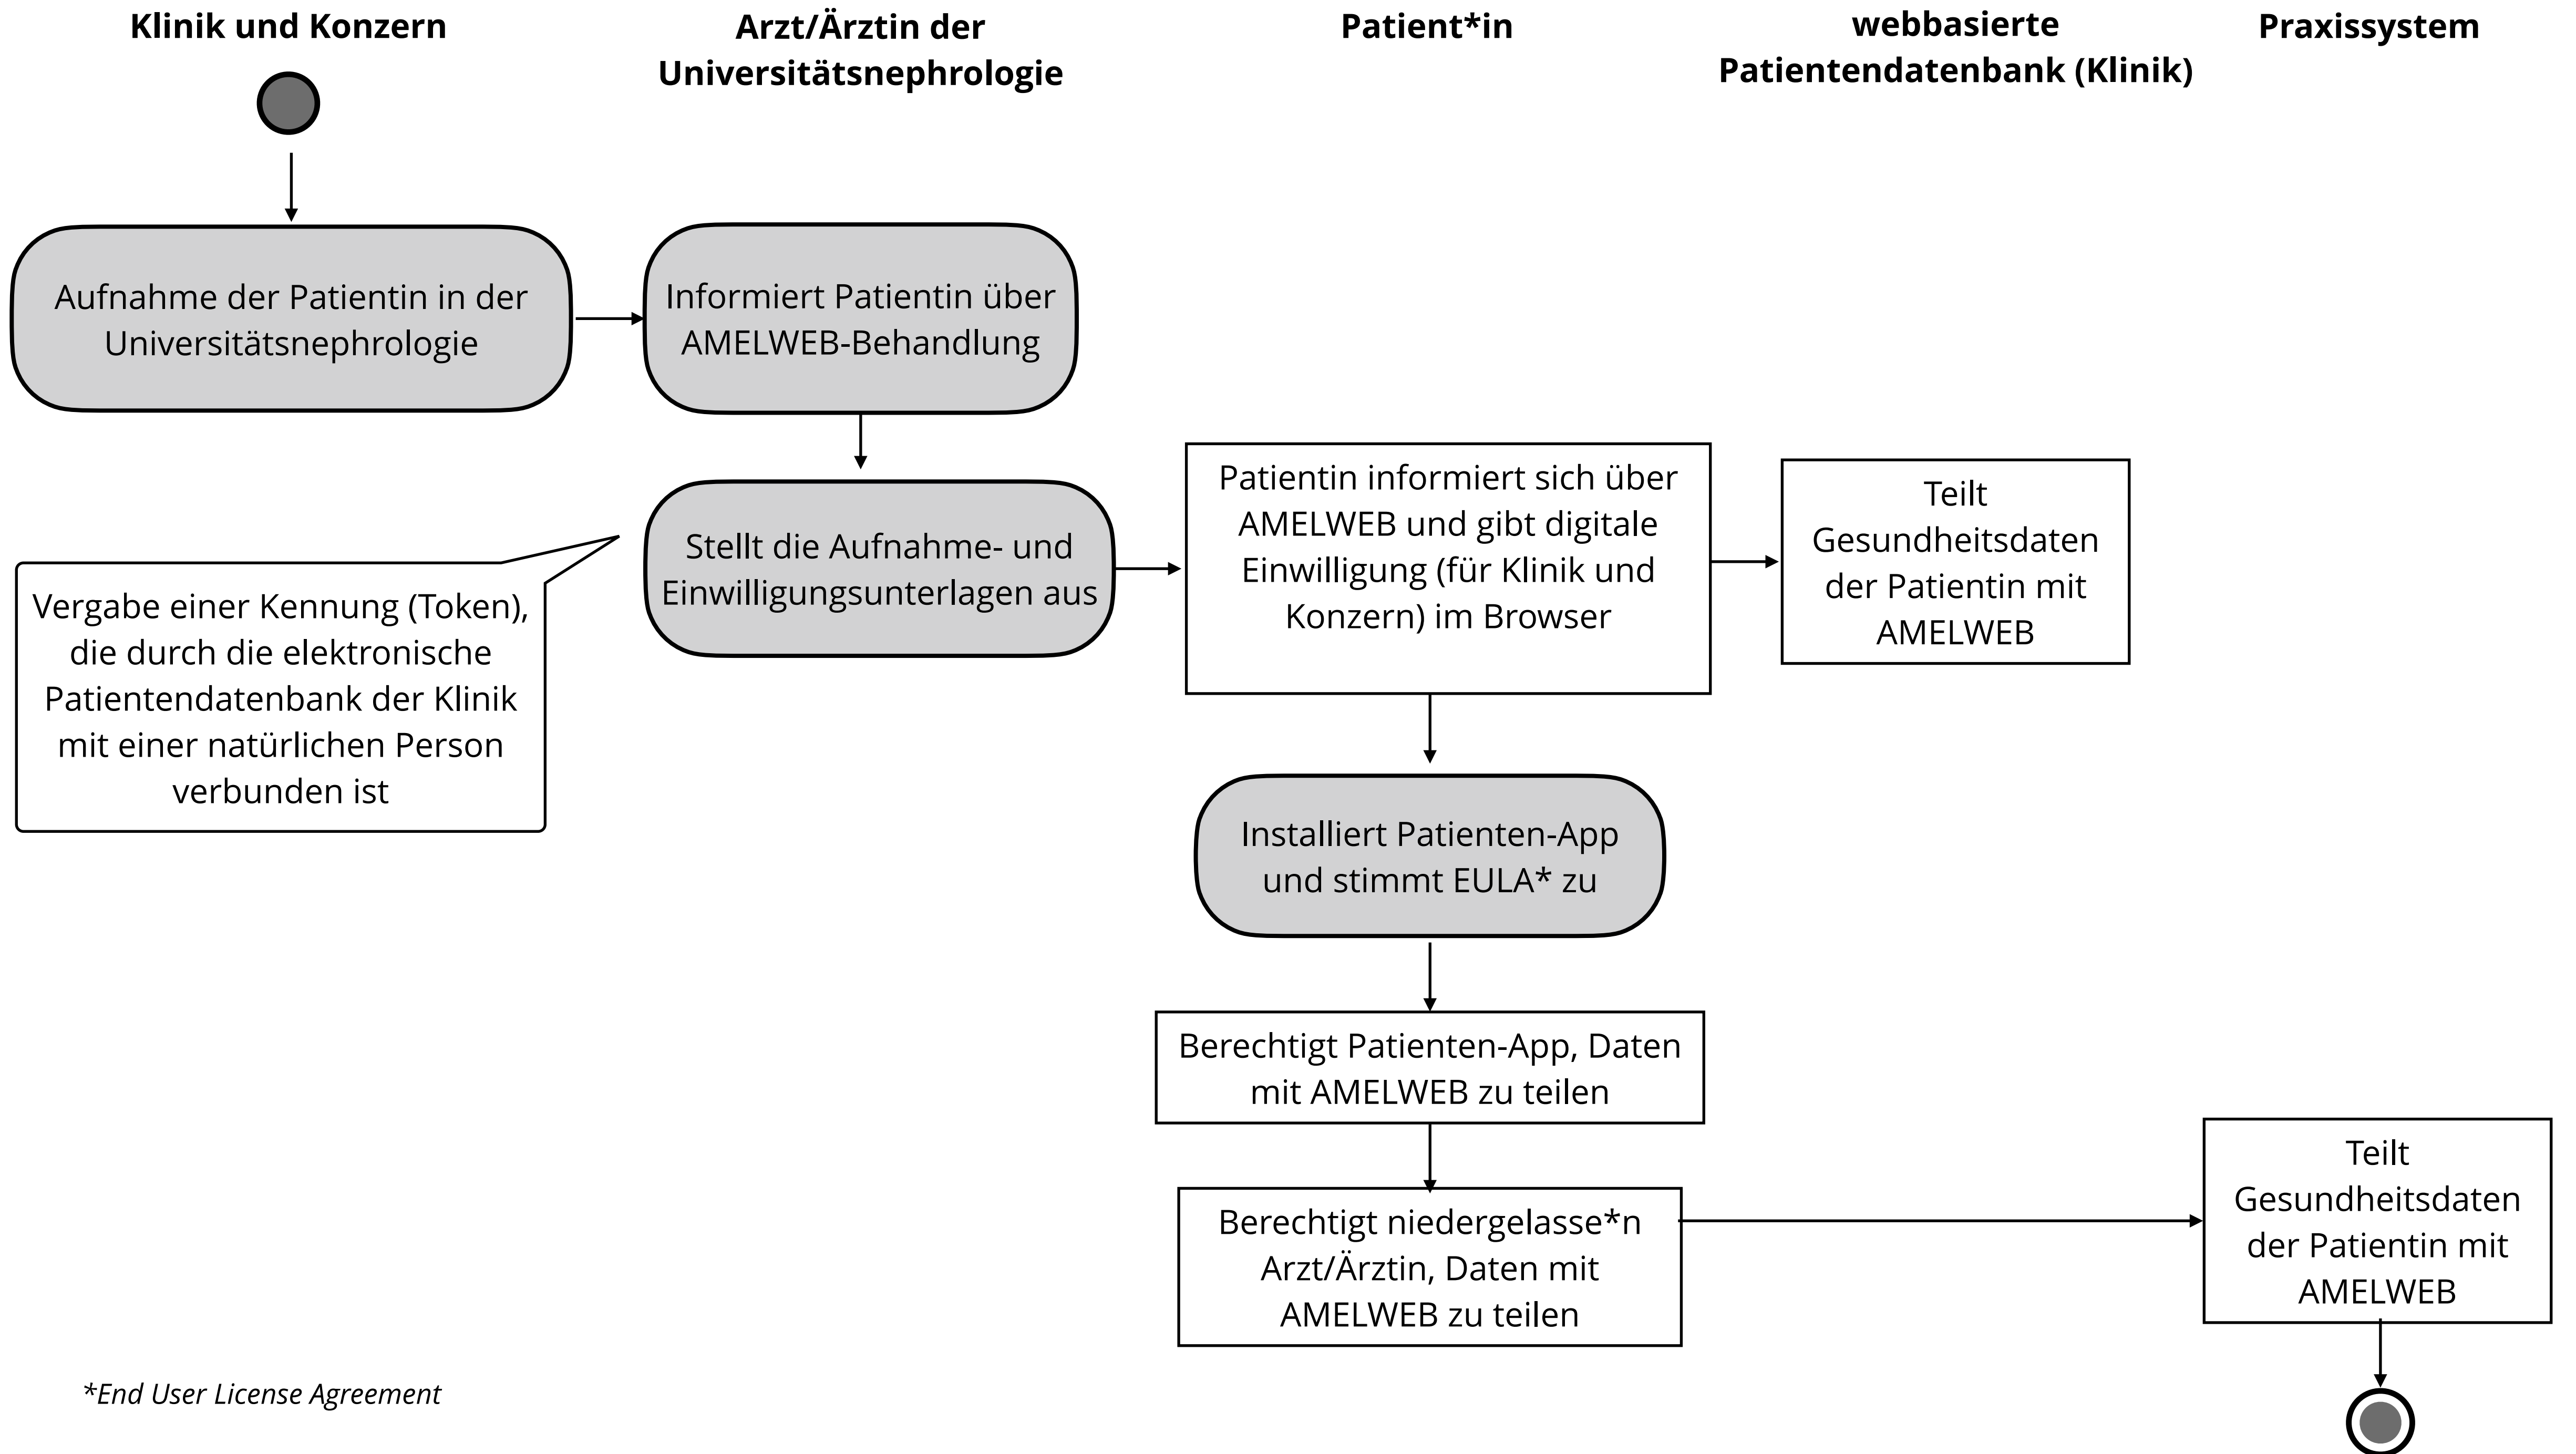 Klinik und Konzern
Arzt/Ärztin der
Universitätsnephrologie
Patient*in
webbasierte
Patientendatenbank (Klinik)
Praxissystem
Aufnahme der Patientin in der
Universitätsnephrologie
Informiert Patientin über
AMELWEB-Behandlung
Stellt die Aufnahme- und
Einwilligungsunterlagen aus
Vergabe einer Kennung (Token),
die durch die elektronische
Patientendatenbank der Klinik
mit einer natürlichen Person
verbunden ist
Patientin informiert sich über
AMELWEB und gibt digitale
Einwilligung (für Klinik und
Konzern) im Browser
Teilt
Gesundheitsdaten
der Patientin mit
AMELWEB
Installiert Patienten-App
und stimmt EULA* zu
Berechtigt Patienten-App, Daten
mit AMELWEB zu teilen
Berechtigt niedergelasse*n
Arzt/Ärztin, Daten mit
AMELWEB zu teilen
Teilt
Gesundheitsdaten
der Patientin mit
AMELWEB
*End User License Agreement